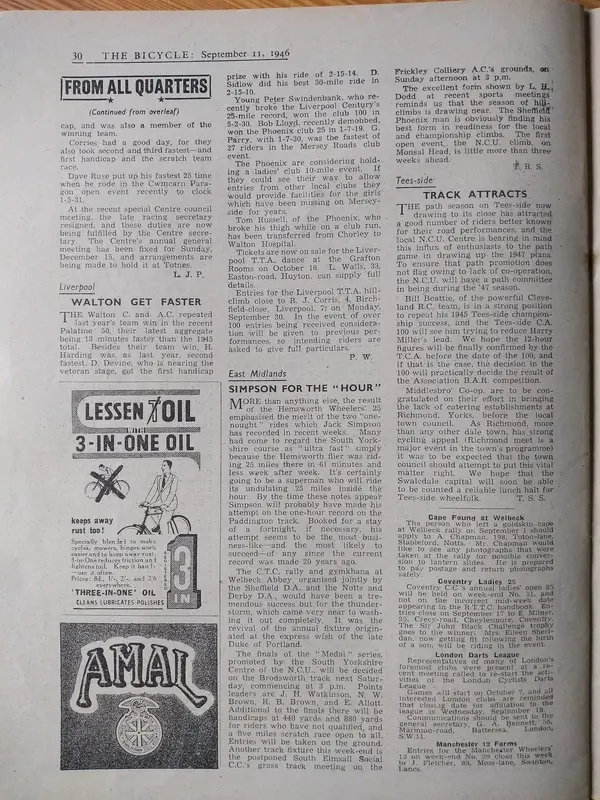 30 THE BICYCLE: September 11, 1946
FROM ALL QUARTERS
(Continued from overleaf)
cap, and was also a member of the
winning team.
Corries had a good day, for they
also took second and third fastest—and
first handicap and the scratch team
race.
Dave Ruse put up his fastest 25 time
when he rode in the Cwmcarn Para-
gon open event recently to clock
1-5-31.
At the recent special Centre council
meeting, the late racing secretary
resigned, and these duties are now
being fulfilled by the Centre secre-
tary. The Centre's annual general
meeting has been fixed for Sunday,
December 15, and arrangements are
being made to hold it at Totnes.
L. J. P.
Liverpool
WALTON GET FASTER
THE Walton C. and A.C. repeated
last year's team win in the recent
Palatine 50, their latest aggregate
being 13 minutes faster than the 1945
total. Besides their team win, H.
Harding was, as last year, second
fastest. D. Devine, who is nearing the
veteran stage, got the first handicap
LESSEN TOIL
WITH
3-IN-ONE OIL
keeps away
rust too!
Specially blended to make
cycles, mowers, hinges work
easier and to keep away rust.
3-in-One reduces friction and
lightens toil. Keep it handy
—use it often.
Prices: 8d., 1/-, 2/- and 7/6
everywhere.
'THREE-IN-ONE' OIL
CLEANS·LUBRICATES·POLISHES
3
IN
AMAL
prize with his ride of 2-15-14. D.
Sidlow did his best 50-mile ride in
2-15-10.
Young Peter Swindenbank, who re-
cently broke the Liverpool Century's
25-mile record, won the club 100 in
5-2-30. Bob Lloyd, recently demobbed,
won the Phoenix club 25 in 1-7-19. G.
Parry, with 1-7-30, was the fastest of
27 riders in the Mersey Roads club
event.
The Phoenix are considering hold-
ing a ladies' club 10-mile event. If
they could see their way to allow
entries from other local clubs they
would provide facilities for the girls
which have been missing on Mersey-
side for years.
Tom Russell, of the Phoenix, who
broke his thigh while on a club run,
has been transferred from Chorley to
Walton Hospital.
Tickets are now on sale for the Liver-
pool T.T.A. dance at the Grafton
Rooms on October 16. L. Walls, 33,
Easton-road, Huyton, can supply full
details.
Entries for the Liverpool T.T.A. hill-
climb close to R. J. Corris, 4, Birch-
field-close, Liverpool, 7, on Monday,
September 30. In the event of over
100 entries being received considera-
tion will be given to previous per-
formances, so intending riders are
asked to give full particulars.
P. W.
East Midlands
SIMPSON FOR THE "HOUR"
MORE than anything else, the result
of the Hemsworth Wheelers' 25
emphasised the merit of the two "one-
nought" rides which Jack Simpson
has recorded in recent weeks. Many
had come to regard the South York-
shire course as "ultra fast" simply
because the Hemsworth flier was rid-
ing 25 miles there in 61 minutes and
less week after week. It's certainly
going to be a superman who will ride
its undulating 25 miles inside the
hour. By the time these notes appear
Simpson will probably have made his
attempt on the one-hour record on the
Paddington track. Booked for a stay
of a fortnight, if necessary, his
attempt seems to be the most busi-
ness-like—and the most likely to
succeed—of any since the current
record was made 20 years ago.
The C.T.C. rally and gymkhana at
Welbeck Abbey, organised jointly by
the Sheffield D.A. and the Notts and
Derby D.A., would have been a tre-
mendous success but for the thunder-
storm, which came very near to wash-
ing it out completely. It was the
revival of the annual fixture origin-
ated at the express wish of the late
Duke of Portland.
The finals of the "Medal" series,
promoted by the South Yorkshire
Centre of the N.C.U., will be decided
on the Brodsworth track next Satur-
day, commencing at 3 p.m. Points
leaders are J. H. Watkinson, N. W.
Brown, R. B. Brown, and E. Allott.
Additional to the finals there will be
handicaps at 440 yards and 880 yards
for riders who have not qualified, and
a five miles scratch race open to all.
Entries will be taken on the ground.
Another track fixture this week-end is
the postponed South Elmsall Social
C.C.'s grass track meeting on the
Frickley Colliery A.C.'s grounds, on
Sunday afternoon at 3 p.m.
The excellent form shown by L. H.
Dodd at recent sports meetings
reminds us that the season of hill-
climbs is drawing near. The Sheffield
Phoenix man is obviously finding his
best form in readiness for the local
and championship climbs. The first
open event, the N.C.U. climb, on
Monsal Head, is little more than three
weeks ahead.
T. R. S.
Tees-side
TRACK ATTRACTS
THE path season on Tees-side now
drawing to its close has attracted
a good number of riders better known
for their road performances, and the
local N.C.U. Centre is bearing in mind
this influx of enthusiasts to the path
game in drawing up the 1947 plans.
To ensure that path promotion does
not flag owing to lack of co-operation,
the N.C.U. will have a path committee
in being during the '47 season.
Bill Beattie, of the powerful Cleve-
land R.C. team, is in a strong position
to repeat his 1945 Tees-side champion-
ship success, and the Tees-side C.A.
100 will see him trying to reduce Harry
Miller's lead. We hope the 12-hour
figures will be finally confirmed by the
T.C.A. before the date of the 100, and
if that is the case, the decision in the
100 will practically decide the result of
the Association B.A.R. competition.
Middlesbro' Co-op. are to be con-
gratulated on their effort in bringing
the lack of catering establishments at
Richmond, Yorks, before the local
town council. As Richmond, more
than any other dale town, has strong
cycling appeal (Richmond meet is a
major event in the town's programme)
it was to be expected that the town
council should attempt to put this vital
matter right. We hope that the
Swaledale capital will soon be able
to be counted a reliable lunch halt for
Tees-side wheelfolk. T. S. S.
Cape Found at Welbeck
The person who left a goldskin cape
at Welbeck rally on September 1 should
apply to A. Chapman, 198, Toton-lane,
Stapleford, Notts. Mr. Chapman would
like to see any photographs that were
taken at the rally for possible conver-
sion to lantern slides. He is prepared
to pay postage and return photographs
safely.
Coventry Ladies 25
Coventry C.C.'s annual ladies' open 25
will be held on week-end No. 31, and
not on the incorrect mid-week date
appearing in the R.T.T.C. handbook. En-
tries close on September 17 to E. Milner,
25, Crecy-road, Cheylesmore, Coventry.
The Sir John Black Challenge trophy
goes to the winner. Mrs. Eileen Sheri-
dan, now getting fit following the birth
of a son, will be riding in the event.
London Darts League
Representatives of many of London's
foremost clubs were present at a re-
cent meeting called to re-start the acti-
vities of the London Cyclists Darts
League.
Games will start on October 7, and all
interested London clubs are reminded
that closing date for affiliation to the
league is Wednesday, September 18.
Communications should be sent to the
general secretary, G. A. Bennett, 56,
Marmion-road, Battersea, London,
S.W.11.
Manchester 12 Forms
Entries for the Manchester Wheelers'
12 on week-end No. 29 close this week
to J. Fletcher, 89, Moss-lane, Swinton,
Lancs.